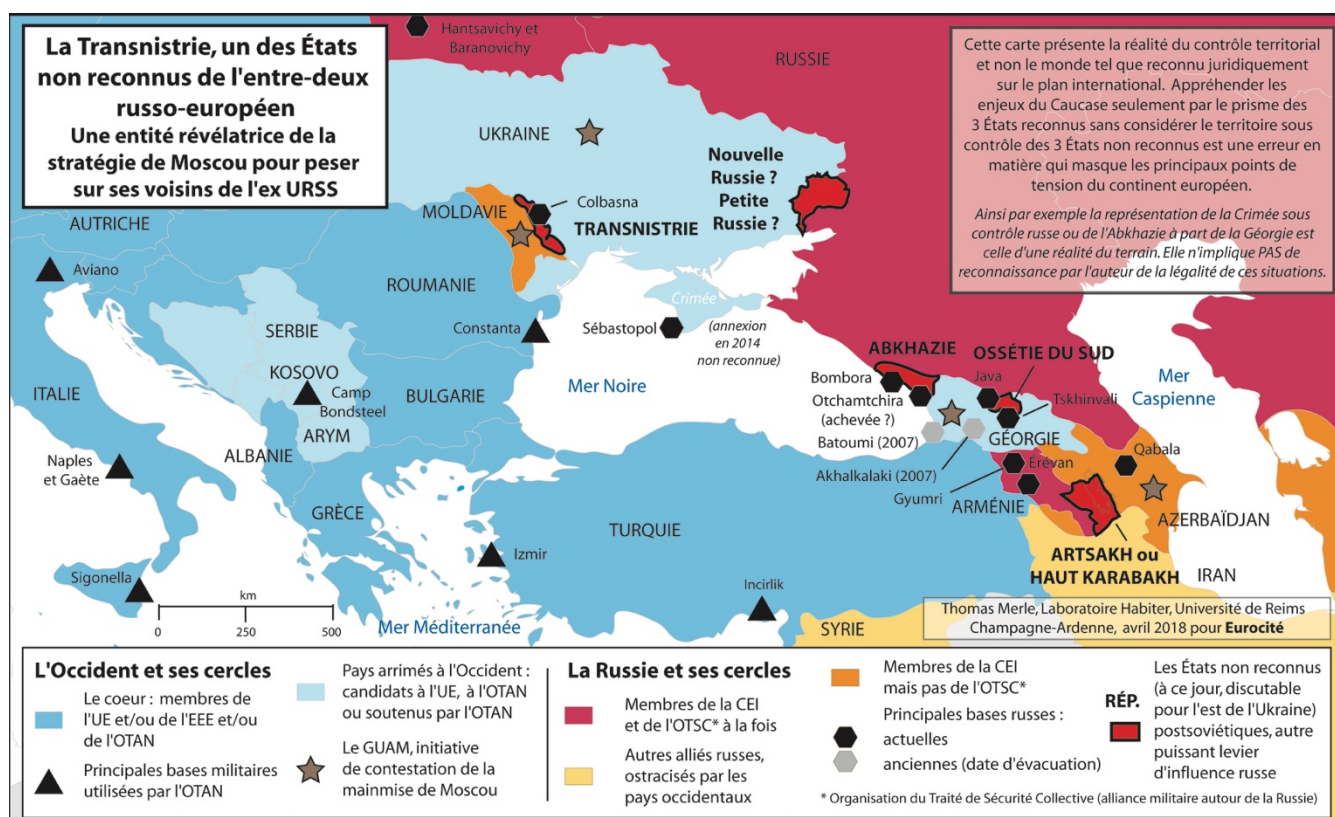 La Transnistrie, un des États
non reconnus de l'entre-deux
russo-européen
Une entité révélatrice de la
stratégie de Moscou pour peser
sur ses voisins de l'ex URSS
Hantsavichy et
Baranovichy
RUSSIE
Cette carte présente la réalité du contrôle territorial
et non le monde tel que reconnu juridiquement
sur le plan international. Appréhender les
enjeux du Caucase seulement par le prisme des
3 États reconnus sans considérer le territoire sous
contrôle des 3 États non reconnus est une erreur en
matière qui masque les principaux points de
tension du continent européen.
Ainsi par exemple la représentation de la Crimée sous
contrôle russe ou de l'Abkhazie à part de la Géorgie est
celle d'une réalité du terrain. Elle n'implique PAS de
reconnaissance par l'auteur de la légalité de ces situations.
UKRAINE
Nouvelle
Russie ?
Petite
Russie ?
MOLDAVIE
Colbasna
TRANSNISTRIE
AUTRICHE
Aviano
ROUMANIE
Crimée
SERBIE
Constanta
Sébastopol
(annexion
en 2014
non reconnue)
ABKHAZIE
OSSÉTIE DU SUD
KOSOVO
Camp
Bondsteel
ITALIE
BULGARIE
Mer Noire
Bombora
Java
Mer
Caspienne
Otchamtchira
(achevée ?)
Tskhinvali
ARYM
Batoumi (2007)
GÉORGIE
ALBANIE
Naples
et Gaète
Akhalkalaki (2007)
Erévan
Qabala
Gyumri
GRÈCE
TURQUIE
ARMÉNIE
AZERBAÏDJAN
Izmir
ARTSAKH ou
HAUT KARABAKH
IRAN
Sigonella
Incirlik
km
0 250 500
Mer Méditerranée
SYRIE
Thomas Merle, Laboratoire Habiter, Université de Reims
Champagne-Ardenne, avril 2018 pour Eurocité
L'Occident et ses cercles
Le coeur : membres de
l'UE et/ou de l'EEE et/ou
de l'OTAN
Principales bases militaires
utilisées par l'OTAN
Pays arrimés à l'Occident :
candidats à l'UE, à l'OTAN
ou soutenus par l'OTAN
Le GUAM, initiative
de contestation de la
mainmise de Moscou
La Russie et ses cercles
Membres de la CEI
et de l'OTSC* à la fois
Autres alliés russes,
ostracisés par les
pays occidentaux
Membres de la CEI
mais pas de l'OTSC*
Principales bases russes :
actuelles
anciennes (date d'évacuation)
RÉP.
Les États non reconnus
(à ce jour, discutable
pour l'est de l'Ukraine)
postsoviétiques, autre
puissant levier
d'influence russe
* Organisation du Traité de Sécurité Collective (alliance militaire autour de la Russie)